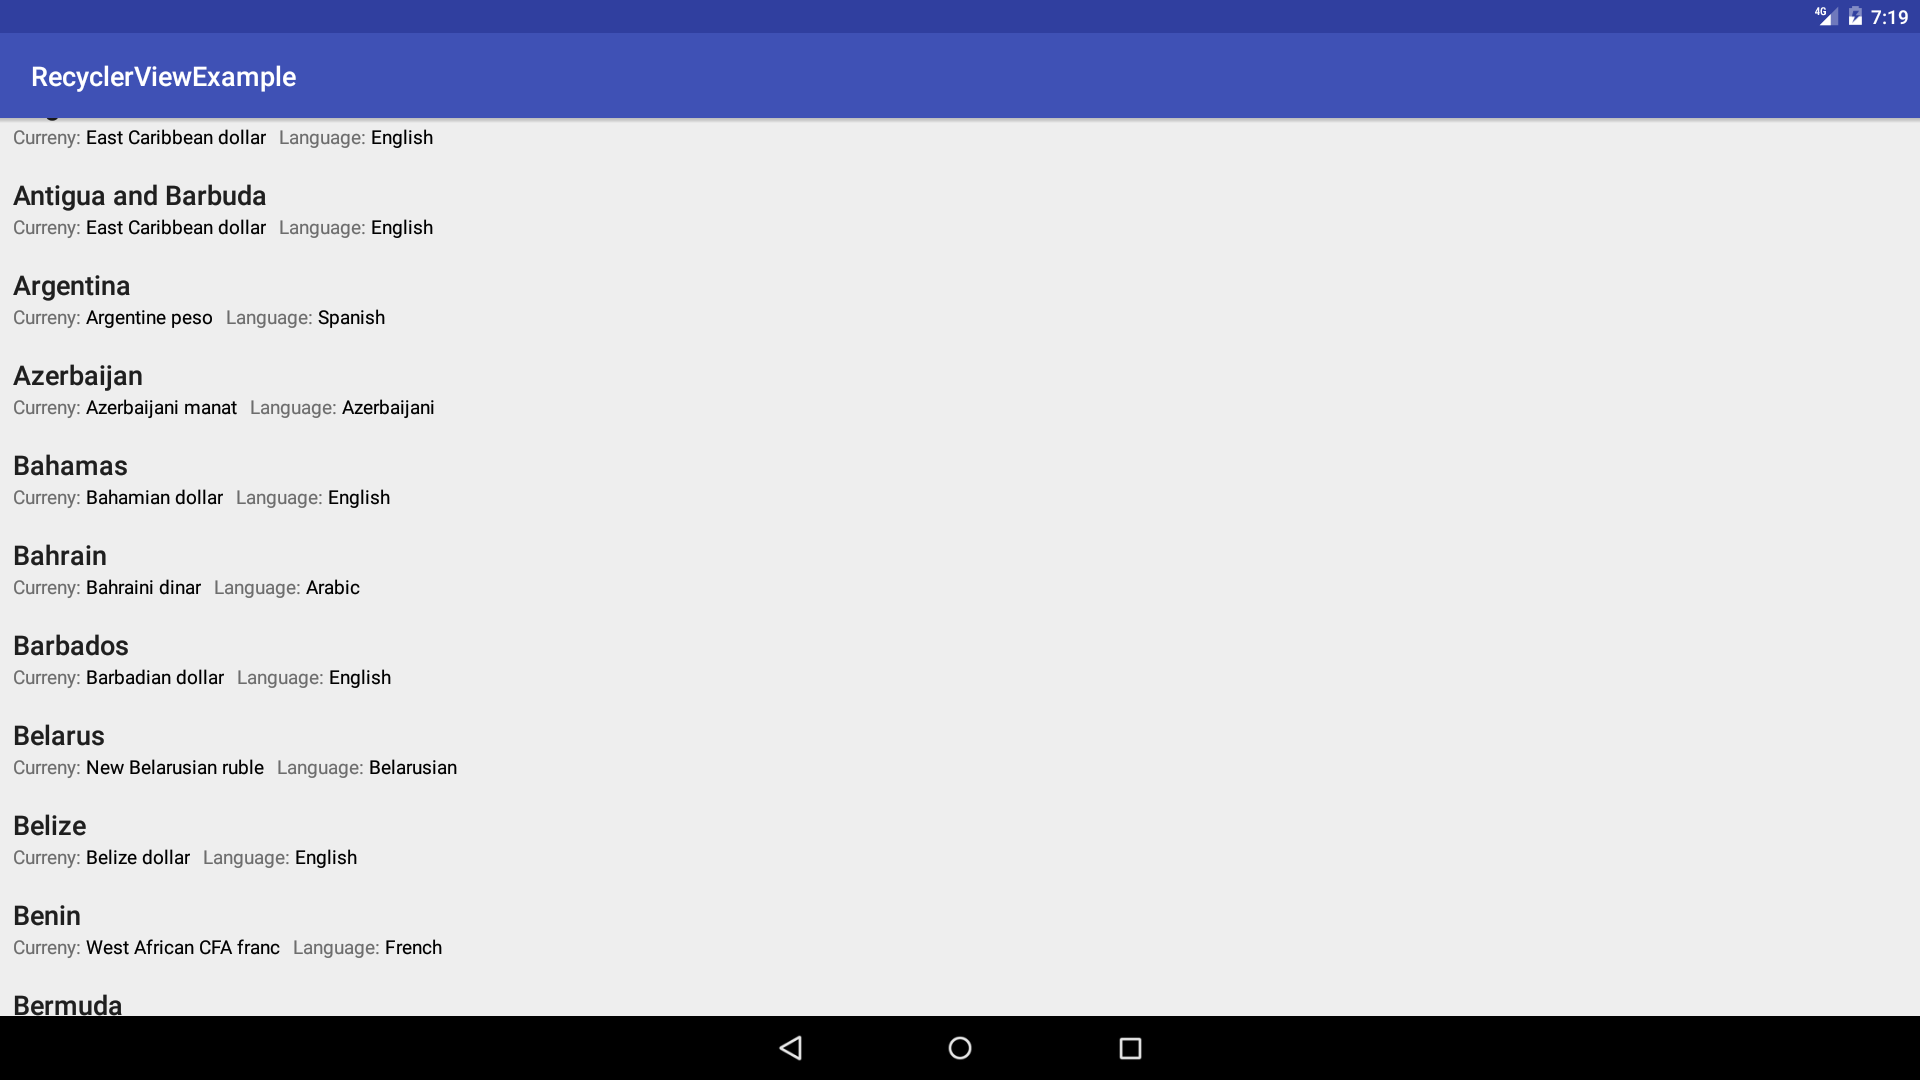 4G 7:19
RecyclerViewExample
Curreny: East Caribbean dollar Language: English
Antigua and Barbuda
Curreny: East Caribbean dollar Language: English
Argentina
Curreny: Argentine peso Language: Spanish
Azerbaijan
Curreny: Azerbaijani manat Language: Azerbaijani
Bahamas
Curreny: Bahamian dollar Language: English
Bahrain
Curreny: Bahraini dinar Language: Arabic
Barbados
Curreny: Barbadian dollar Language: English
Belarus
Curreny: New Belarusian ruble Language: Belarusian
Belize
Curreny: Belize dollar Language: English
Benin
Curreny: West African CFA franc Language: French
Bermuda